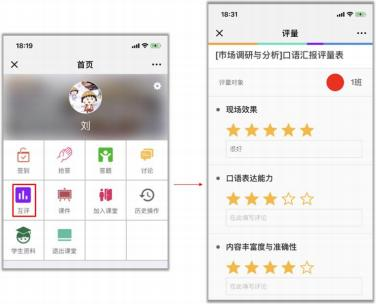 18:19
首页
刘
签到
抢答
答题
讨论
互评
课件
加入课堂
历史操作
学生资料
退出课堂
18:31
评量
[市场调研与分析]口语汇报评量表
评量对象
1班
现场效果
很好
口语表达能力
在此填写评论
内容丰富度与准确性
在此填写评论